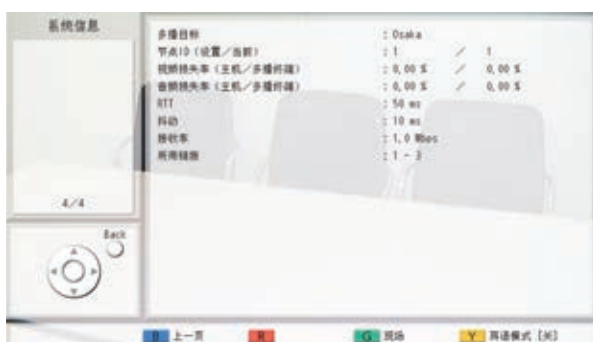 系统信息
多播目标 : Osaka
节点ID（设置／当前） : 1 ／ 1
视频损失率（主机／多播终端） : 0,00 % ／ 0,00 %
音频损失率（主机／多播终端） : 0,00 % ／ 0,00 %
RTT : 50 ms
抖动 : 10 ms
接收率 : 1,0 Mbps
所用链接 : 1 - 3
4／4
Back
B 上一页 R G 现场 Y 两语模式 [关]